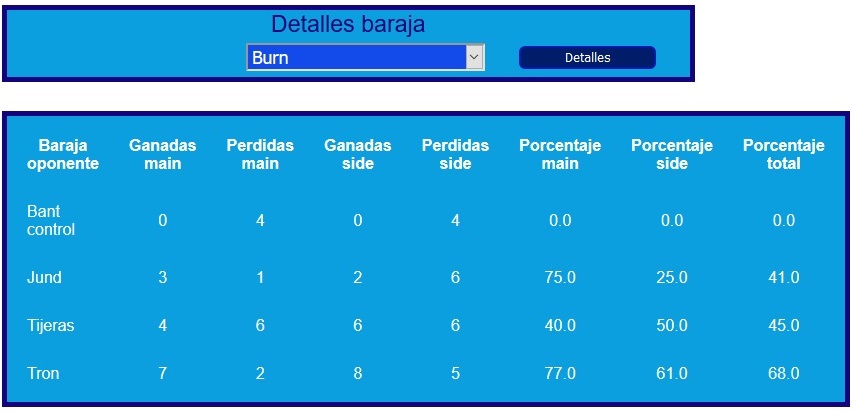 Detalles baraja
Burn
Detalles
Baraja oponente Ganadas main Perdidas main Ganadas side Perdidas side Porcentaje main Porcentaje side Porcentaje total
Bant control 0 4 0 4 0.0 0.0 0.0
Jund 3 1 2 6 75.0 25.0 41.0
Tijeras 4 6 6 6 40.0 50.0 45.0
Tron 7 2 8 5 77.0 61.0 68.0